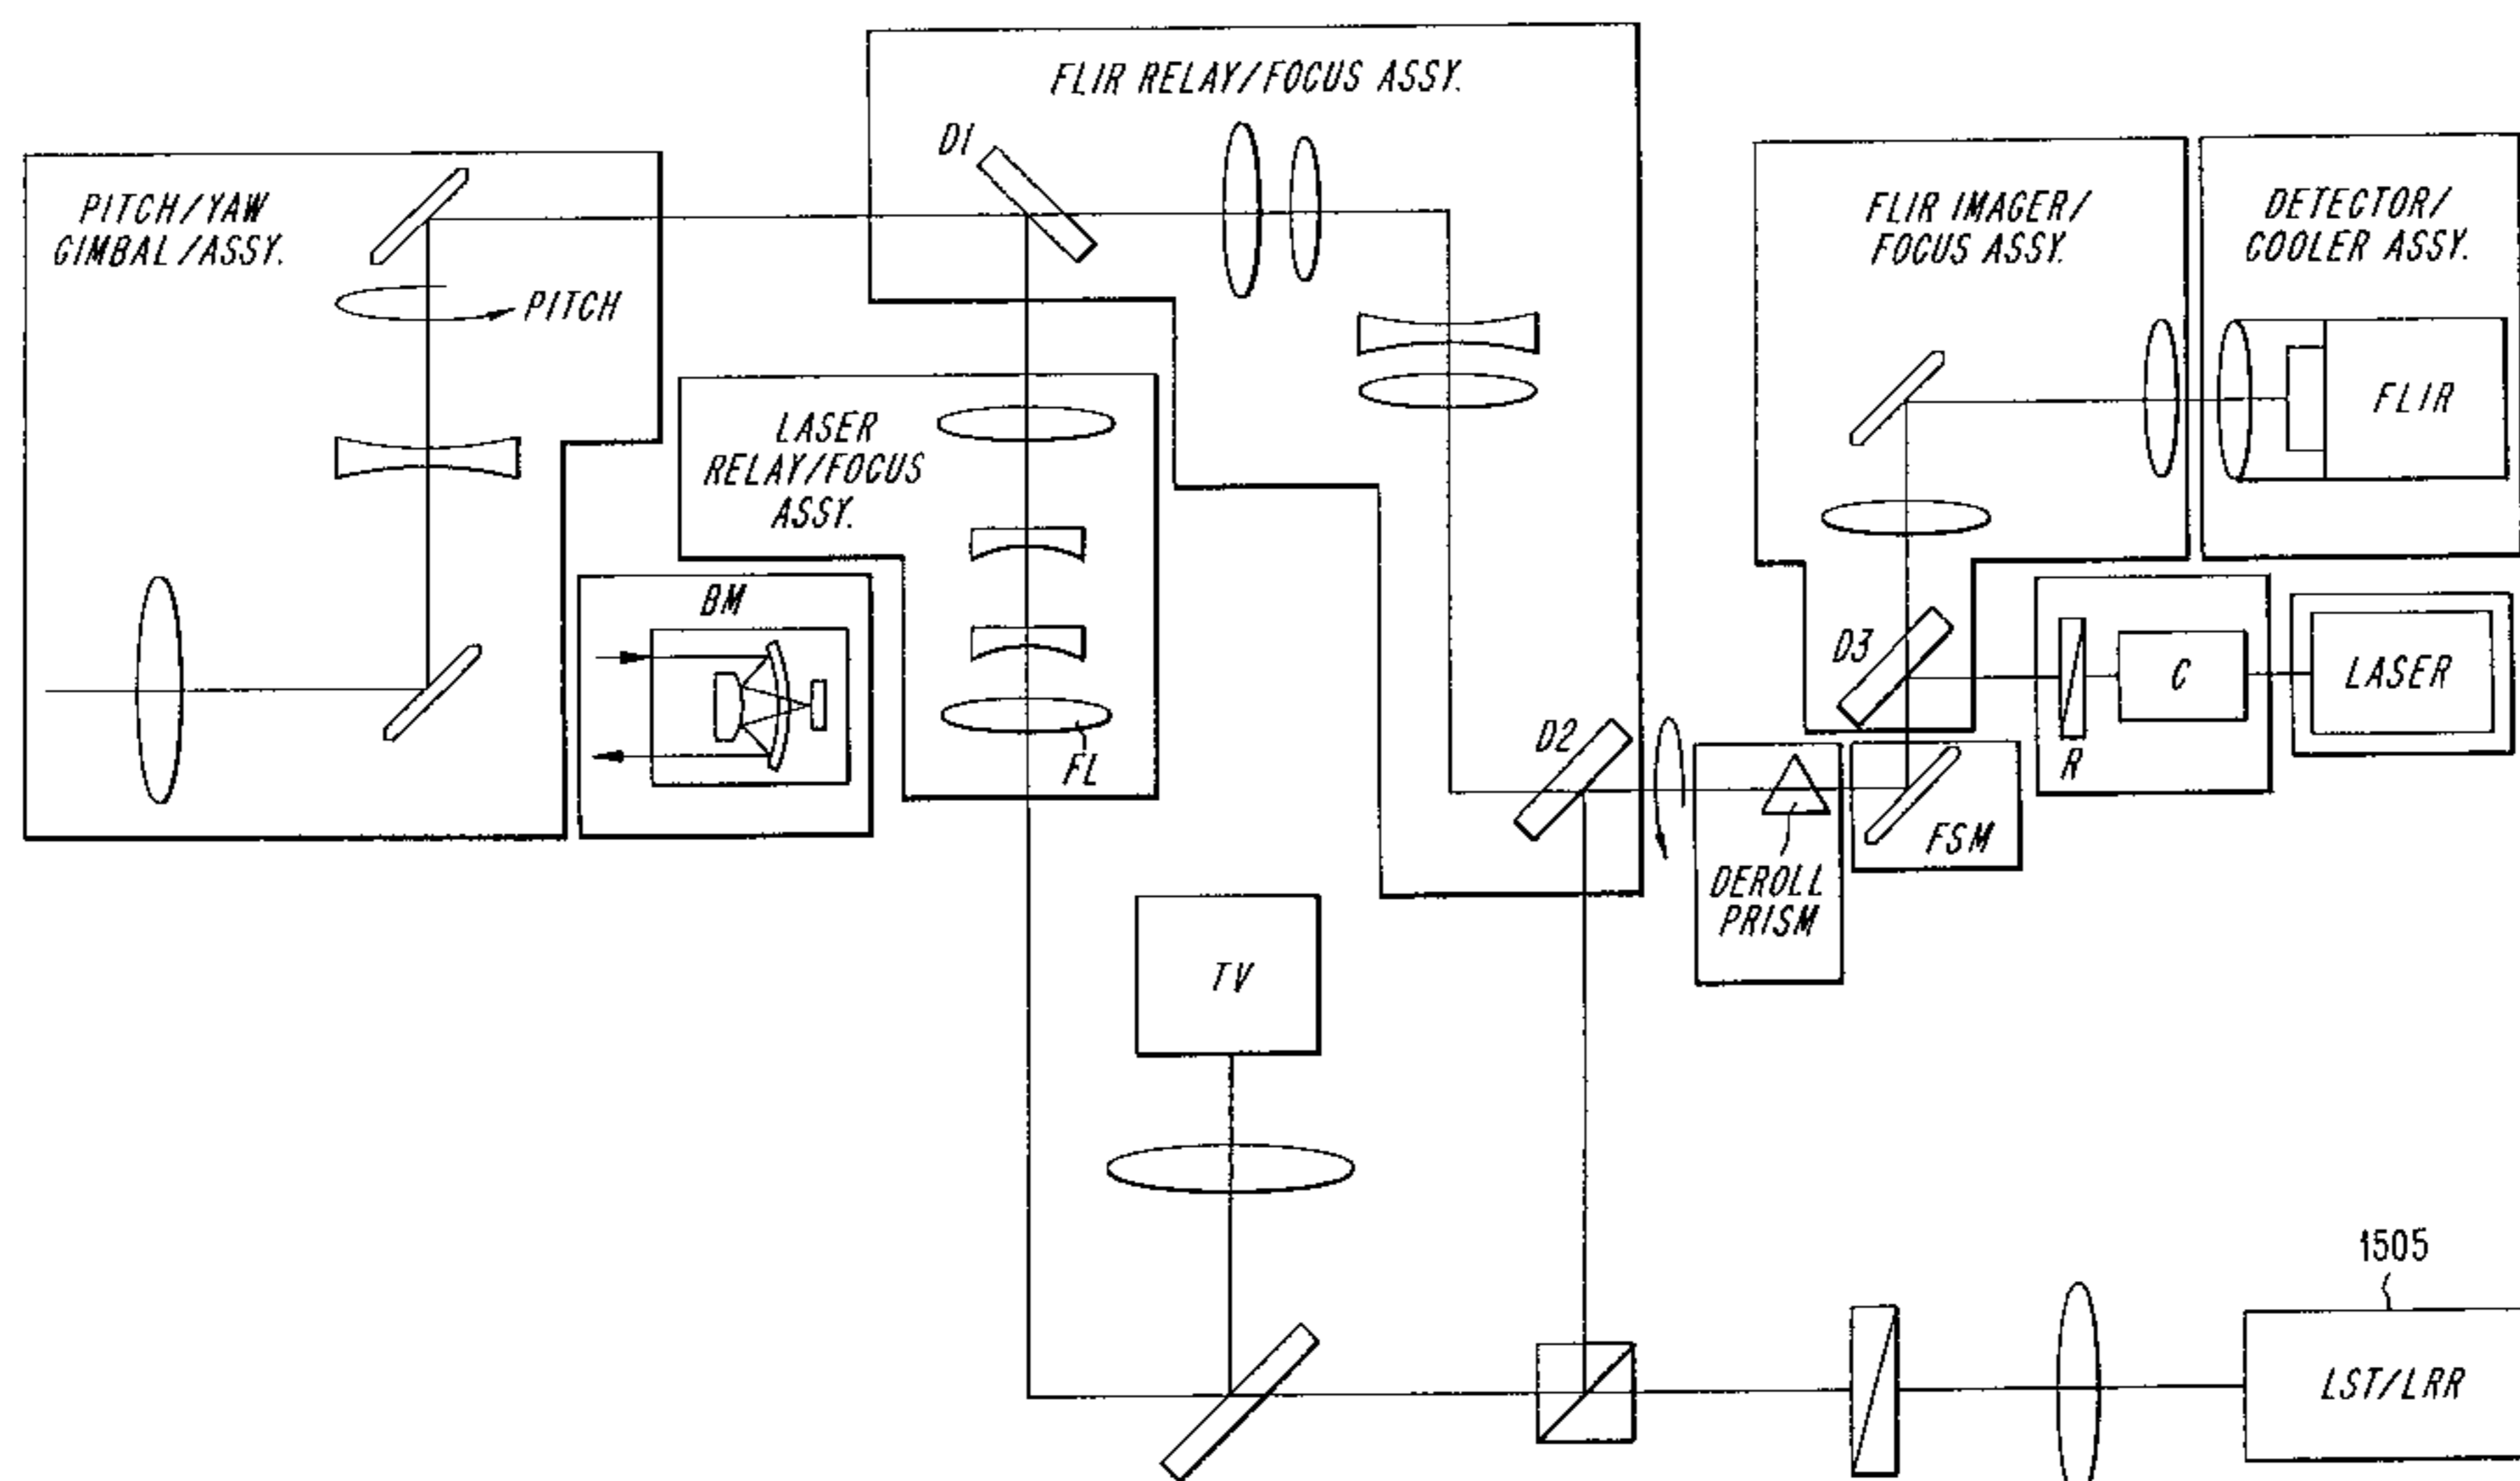 FLIR RELAY/FOCUS ASSY.
D1
PITCH/YAW
GIMBAL/ASSY.
PITCH
FLIR IMAGER/
FOCUS ASSY.
DETECTOR/
COOLER ASSY.
FLIR
LASER
RELAY/FOCUS
ASSY.
BM
FL
D3
C
LASER
R
D2
FSM
DEROLL
PRISM
TV
1505
LST/LRR